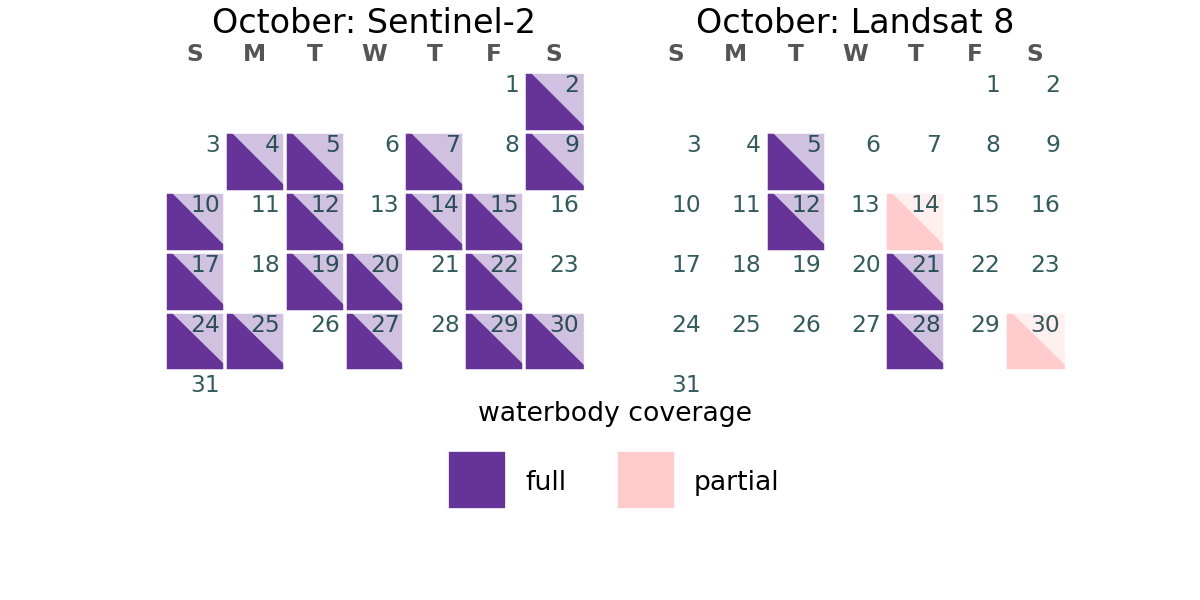 October: Sentinel-2
S M T W T F S
1 2
3 4 5 6 7 8 9
10 11 12 13 14 15 16
17 18 19 20 21 22 23
24 25 26 27 28 29 30
31
October: Landsat 8
S M T W T F S
1 2
3 4 5 6 7 8 9
10 11 12 13 14 15 16
17 18 19 20 21 22 23
24 25 26 27 28 29 30
31
waterbody coverage
full partial